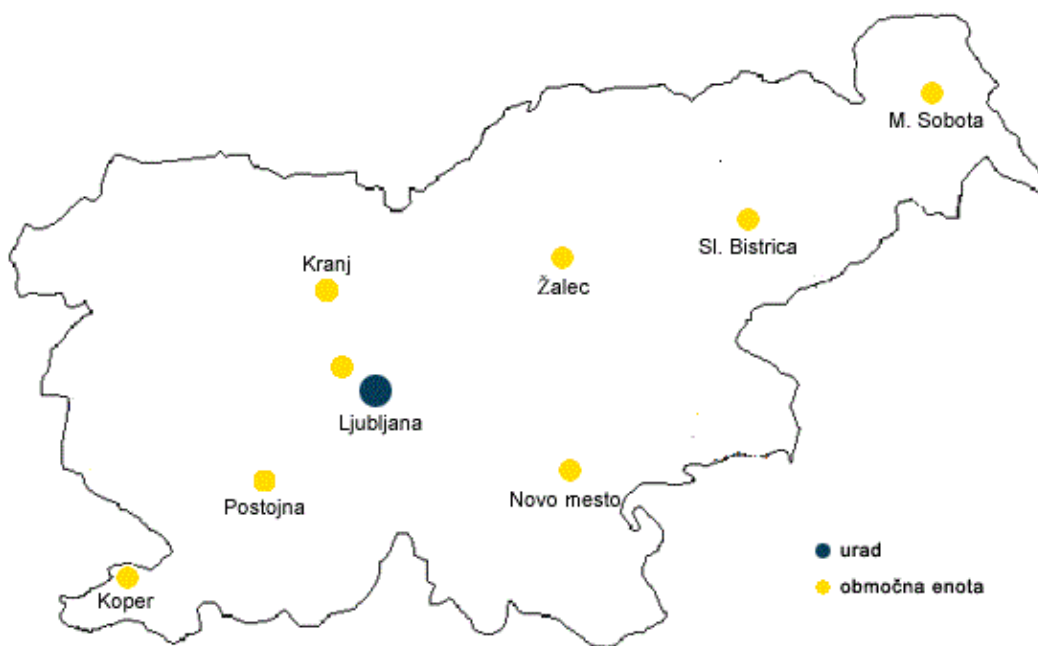 M. Sobota
Sl. Bistrica
Kranj
Žalec
Ljubljana
Postojna
Novo mesto
Koper
urad
območna enota